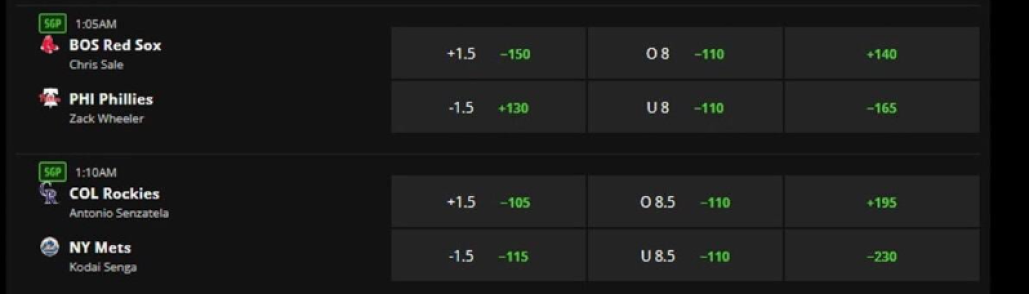 SGP 1:05AM
BOS Red Sox
Chris Sale
+1.5 −150 O 8 −110 +140
PHI Phillies
Zack Wheeler
-1.5 +130 U 8 −110 −165
SGP 1:10AM
COL Rockies
Antonio Senzatela
+1.5 −105 O 8.5 −110 +195
NY Mets
Kodai Senga
-1.5 −115 U 8.5 −110 −230